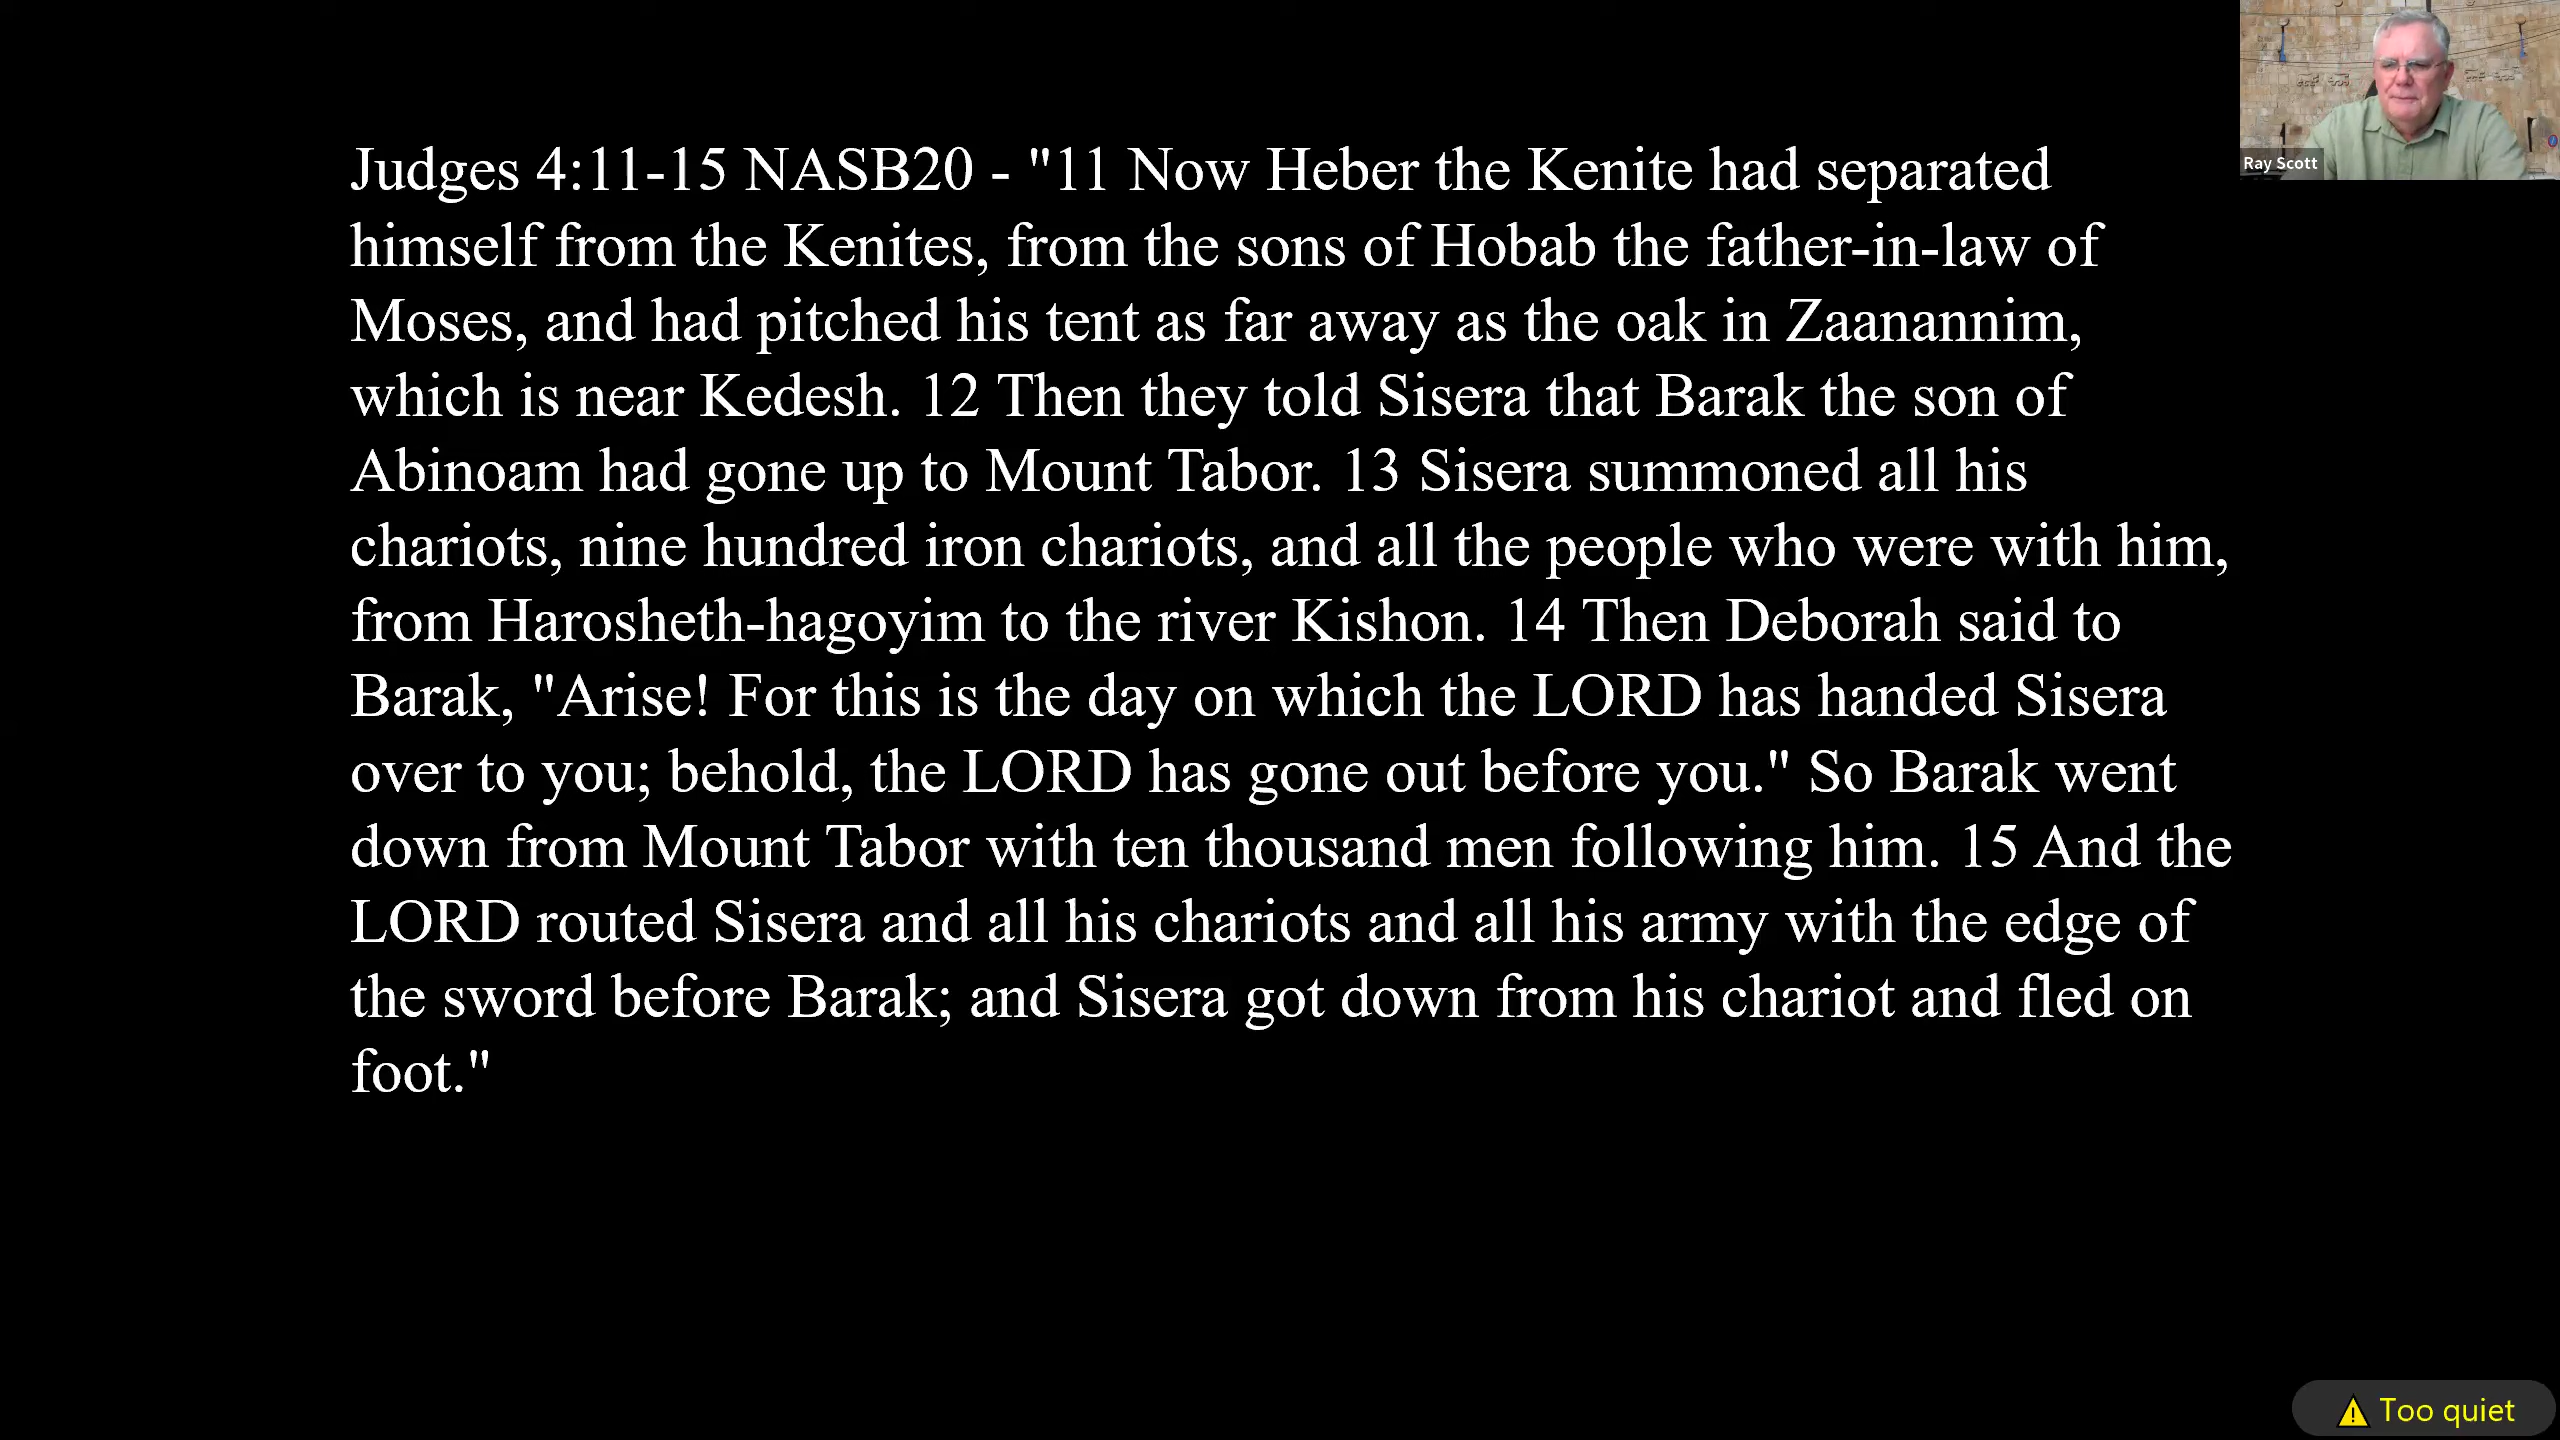 Judges 4:11-15 NASB20 - "11 Now Heber the Kenite had separated
himself from the Kenites, from the sons of Hobab the father-in-law of
Moses, and had pitched his tent as far away as the oak in Zaanannim,
which is near Kedesh. 12 Then they told Sisera that Barak the son of
Abinoam had gone up to Mount Tabor. 13 Sisera summoned all his
chariots, nine hundred iron chariots, and all the people who were with him,
from Harosheth-hagoyim to the river Kishon. 14 Then Deborah said to
Barak, "Arise! For this is the day on which the LORD has handed Sisera
over to you; behold, the LORD has gone out before you." So Barak went
down from Mount Tabor with ten thousand men following him. 15 And the
LORD routed Sisera and all his chariots and all his army with the edge of
the sword before Barak; and Sisera got down from his chariot and fled on
foot."
Ray Scott
Too quiet